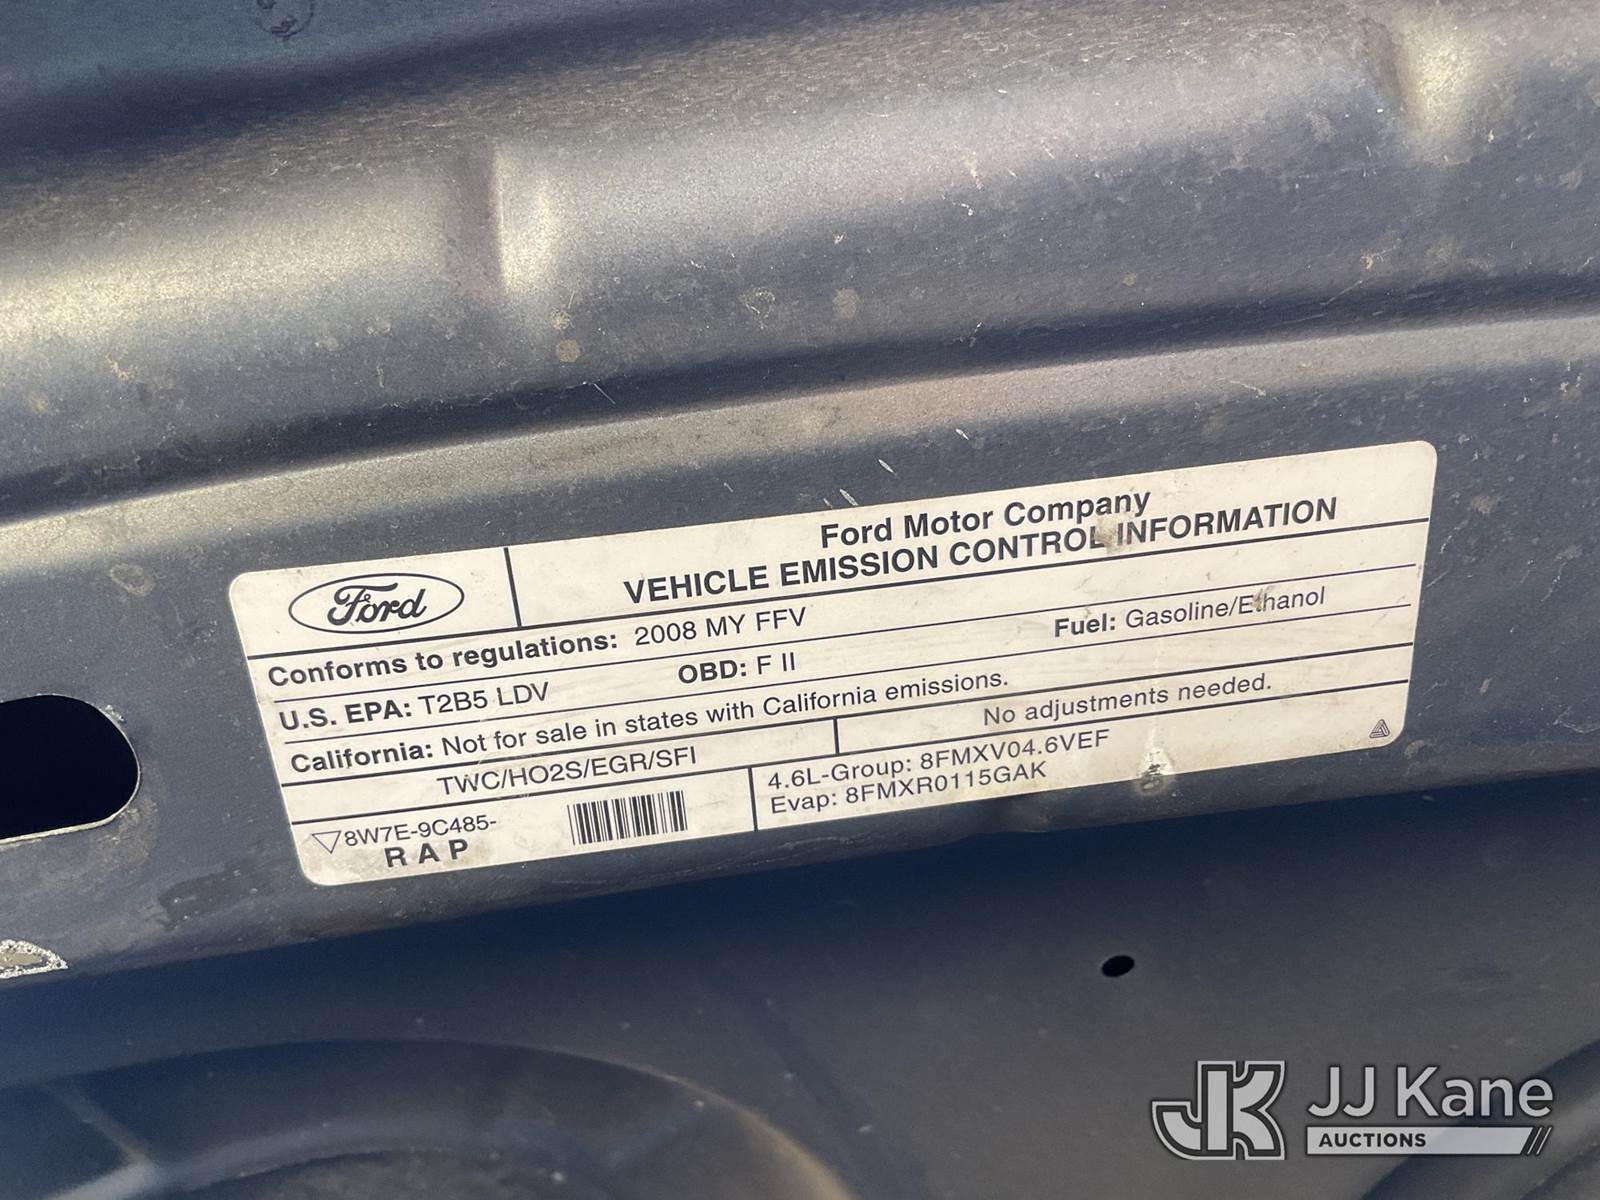 Ford
Ford Motor Company
VEHICLE EMISSION CONTROL INFORMATION
Conforms to regulations: 2008 MY FFV
Fuel: Gasoline/Ethanol
U.S. EPA: T2B5 LDV
OBD: F II
California: Not for sale in states with California emissions.
TWC/HO2S/EGR/SFI
No adjustments needed.
8W7E-9C485-
R A P
4.6L-Group: 8FMXV04.6VEF
Evap: 8FMXR0115GAK
JK
JJ Kane
AUCTIONS